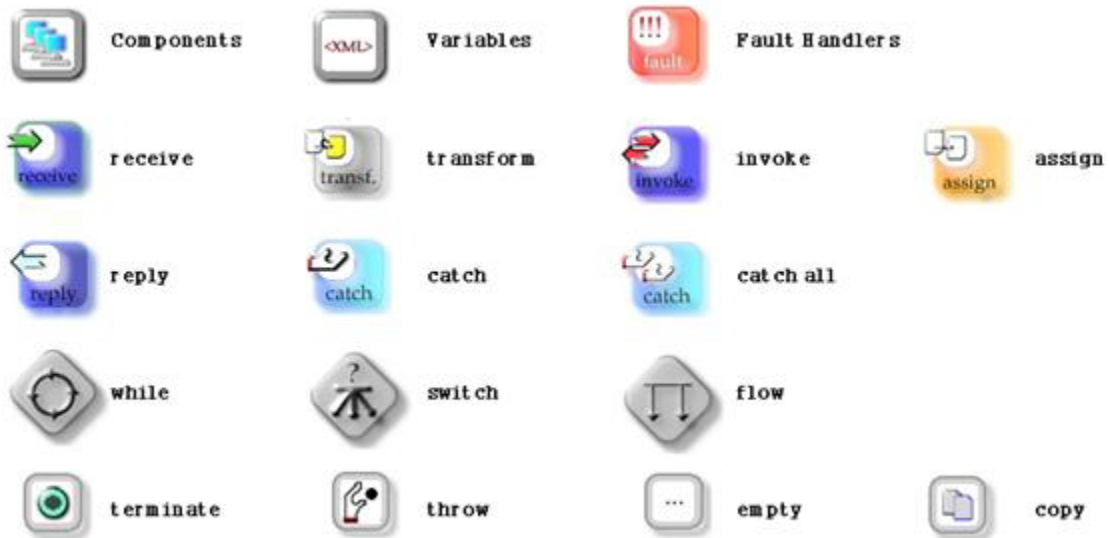 Components <XML> Variables !!! fault Fault Handlers
receive receive transf. transform invoke invoke assign assign
reply reply catch catch catch catch all
while ? switch flow
terminate throw ... empty copy